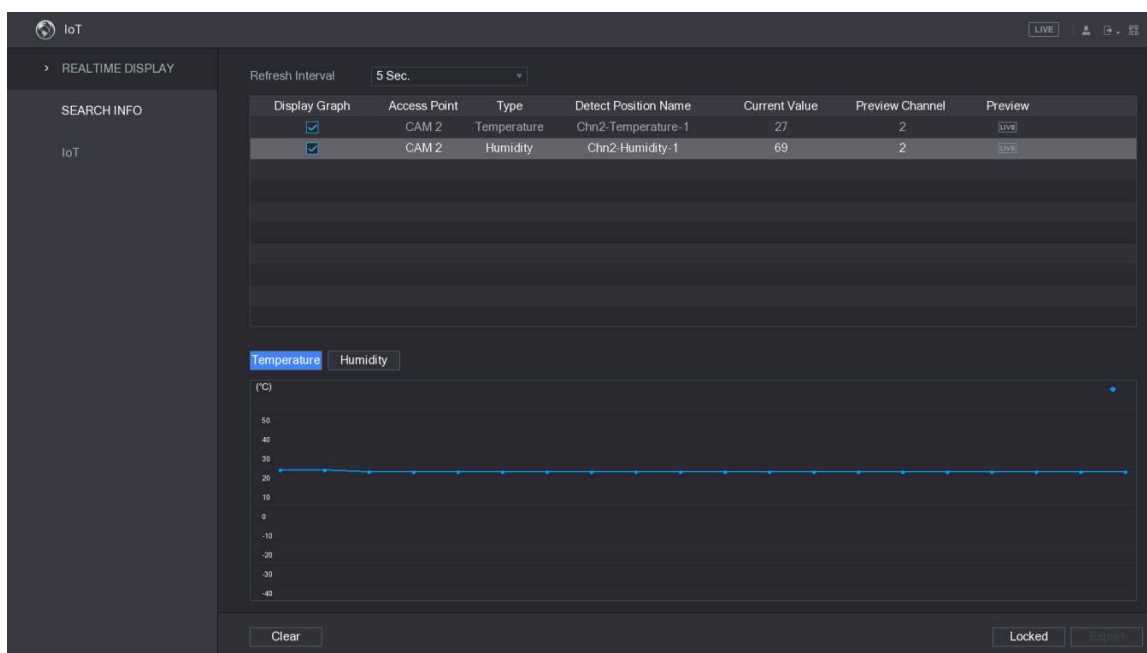 IoT LIVE
REALTIME DISPLAY
SEARCH INFO
IoT
Refresh Interval 5 Sec.
Display Graph Access Point Type Detect Position Name Current Value Preview Channel Preview
CAM 2 Temperature Chn2-Temperature-1 27 2 LIVE
CAM 2 Humidity Chn2-Humidity-1 69 2 LIVE
Temperature Humidity
(°C)
50
40
30
20
10
0
-10
-20
-30
-40
Clear Locked Export